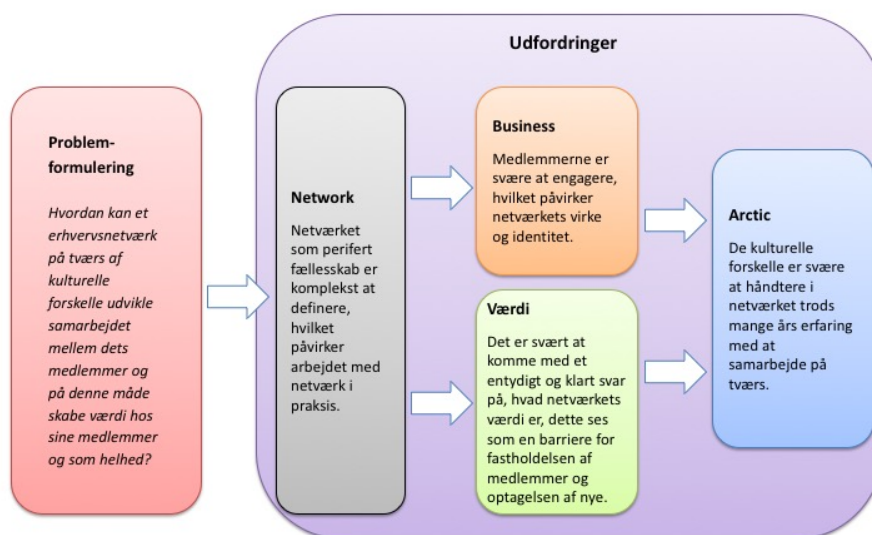 Udfordringer
Problem-
formulering
Hvordan kan et
erhvervsnetværk
på tværs af
kulturelle
forskelle udvikle
samarbejdet
mellem dets
medlemmer og
på denne måde
skabe værdi hos
sine medlemmer
og som helhed?
Network
Netværket
som perifert
fællesskab er
komplekst at
definere,
hvilket
påvirker
arbejdet med
netværk i
praksis.
Business
Medlemmerne er
svære at engagere,
hvilket påvirker
netværkets virke
og identitet.
Værdi
Det er svært at
komme med et
entydigt og klart svar
på, hvad netværkets
værdi er, dette ses
som en barriere for
fastholdelsen af
medlemmer og
optagelsen af nye.
Arctic
De kulturelle
forskelle er svære
at håndtere i
netværket trods
mange års erfaring
med at
samarbejde på
tværs.